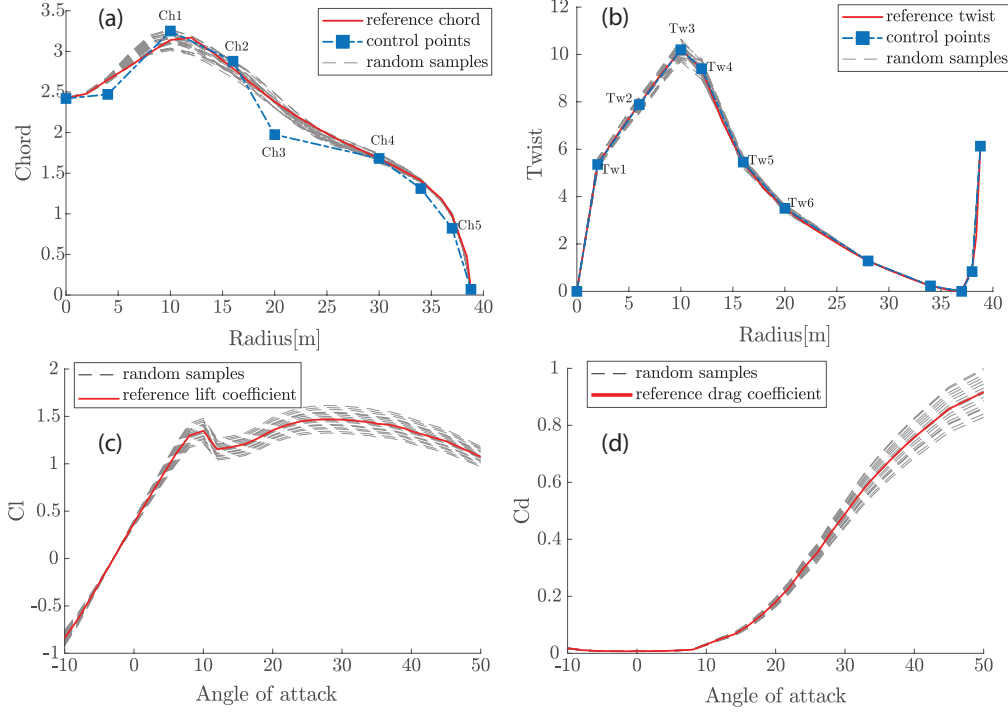 (a)
Ch1
Ch2
Ch3
Ch4
Ch5
reference chord
control points
random samples
Chord
3.5
3
2.5
2
1.5
1
0.5
0
0 5 10 15 20 25 30 35 40
Radius[m]
(b)
Tw1
Tw2
Tw3
Tw4
Tw5
Tw6
reference twist
control points
random samples
Twist
12
10
8
6
4
2
0
0 5 10 15 20 25 30 35 40
Radius[m]
(c)
random samples
reference lift coefficient
Cl
2
1.5
1
0.5
0
-0.5
-1
-10 0 10 20 30 40 50
Angle of attack
(d)
random samples
reference drag coefficient
Cd
1
0.8
0.6
0.4
0.2
0
-10 0 10 20 30 40 50
Angle of attack